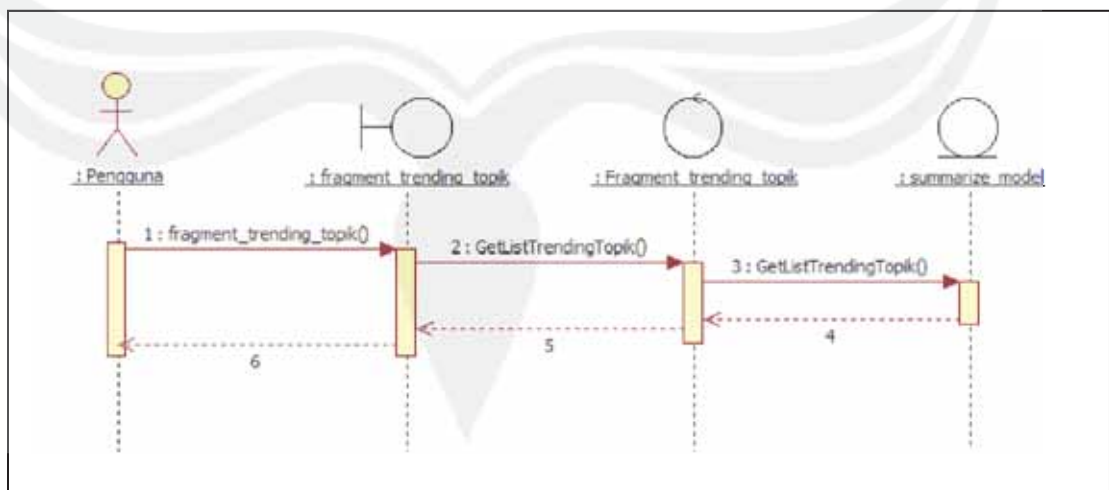 : Pengguna
: fragment_trending_topik
: Fragment_trending_topik
: summarize_model
1 : fragment_trending_topik()
2 : GetListTrendingTopik()
3 : GetListTrendingTopik()
4
5
6